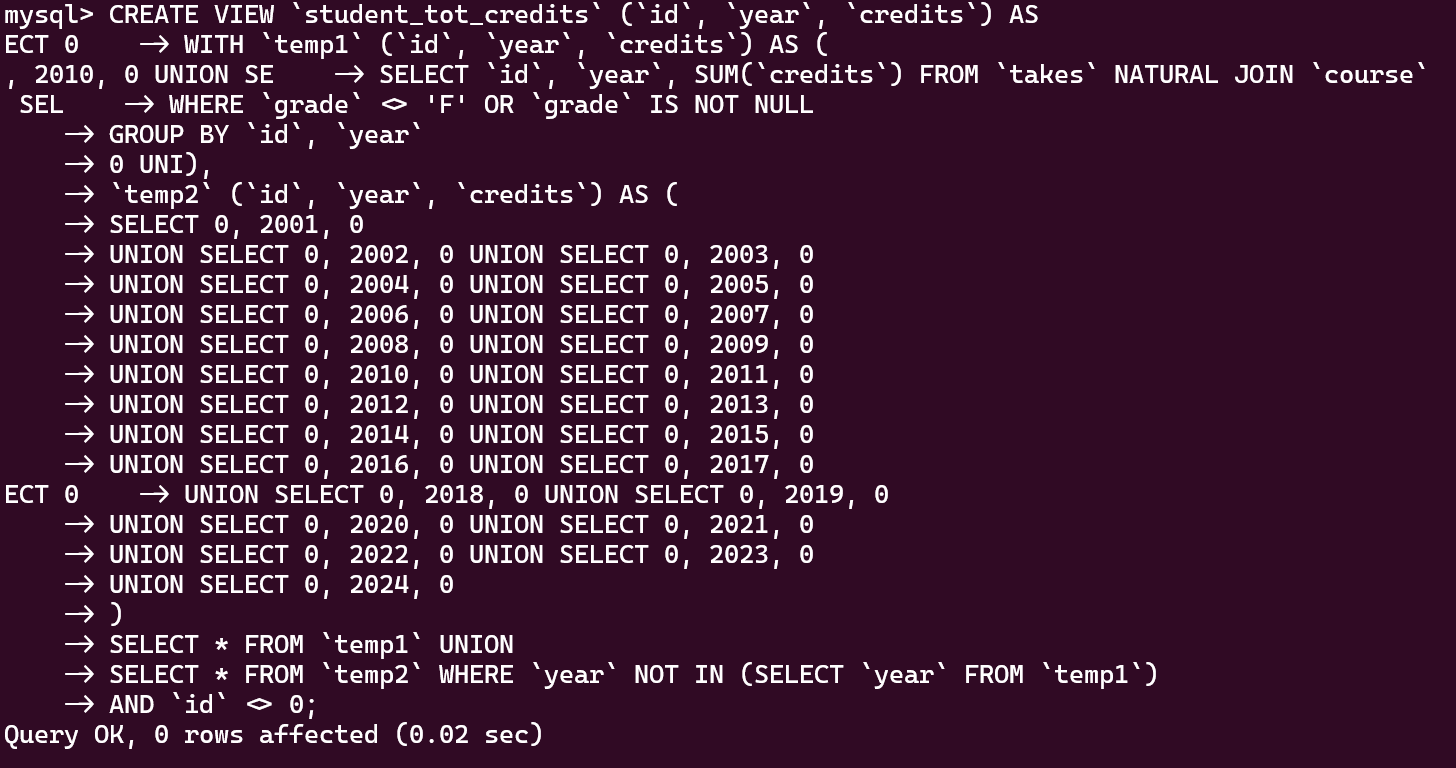 mysql> CREATE VIEW `student_tot_credits` (`id`, `year`, `credits`) AS
ECT 0    -> WITH `temp1` (`id`, `year`, `credits`) AS (
, 2010, 0 UNION SE    -> SELECT `id`, `year`, SUM(`credits`) FROM `takes` NATURAL JOIN `course`
 SEL    -> WHERE `grade` <> 'F' OR `grade` IS NOT NULL
    -> GROUP BY `id`, `year`
    -> 0 UNI),
    -> `temp2` (`id`, `year`, `credits`) AS (
    -> SELECT 0, 2001, 0
    -> UNION SELECT 0, 2002, 0 UNION SELECT 0, 2003, 0
    -> UNION SELECT 0, 2004, 0 UNION SELECT 0, 2005, 0
    -> UNION SELECT 0, 2006, 0 UNION SELECT 0, 2007, 0
    -> UNION SELECT 0, 2008, 0 UNION SELECT 0, 2009, 0
    -> UNION SELECT 0, 2010, 0 UNION SELECT 0, 2011, 0
    -> UNION SELECT 0, 2012, 0 UNION SELECT 0, 2013, 0
    -> UNION SELECT 0, 2014, 0 UNION SELECT 0, 2015, 0
    -> UNION SELECT 0, 2016, 0 UNION SELECT 0, 2017, 0
ECT 0    -> UNION SELECT 0, 2018, 0 UNION SELECT 0, 2019, 0
    -> UNION SELECT 0, 2020, 0 UNION SELECT 0, 2021, 0
    -> UNION SELECT 0, 2022, 0 UNION SELECT 0, 2023, 0
    -> UNION SELECT 0, 2024, 0
    -> )
    -> SELECT * FROM `temp1` UNION
    -> SELECT * FROM `temp2` WHERE `year` NOT IN (SELECT `year` FROM `temp1`)
    -> AND `id` <> 0;
Query OK, 0 rows affected (0.02 sec)